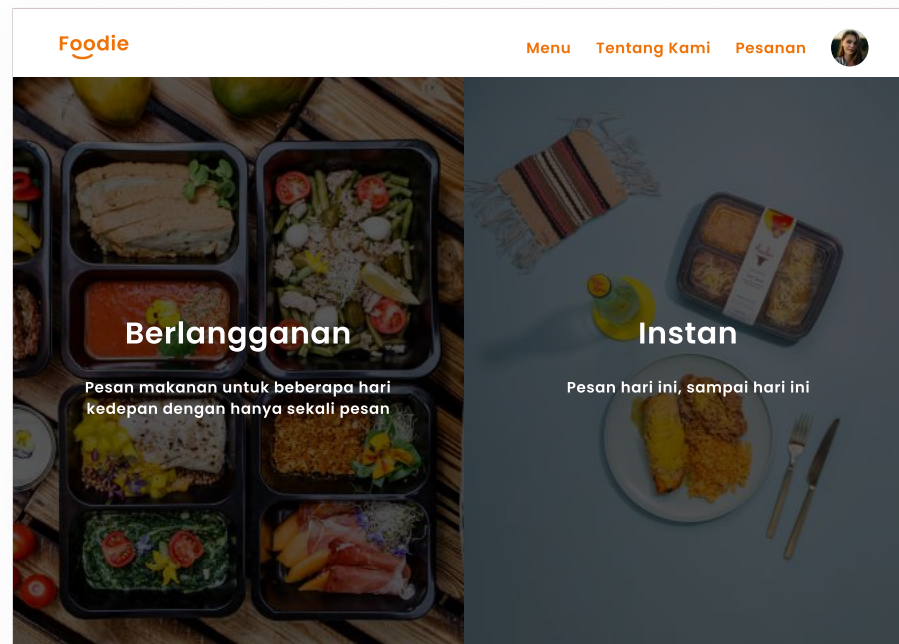 Foodie
Menu Tentang Kami Pesanan
Berlangganan
Pesan makanan untuk beberapa hari
kedepan dengan hanya sekali pesan
Instan
Pesan hari ini, sampai hari ini